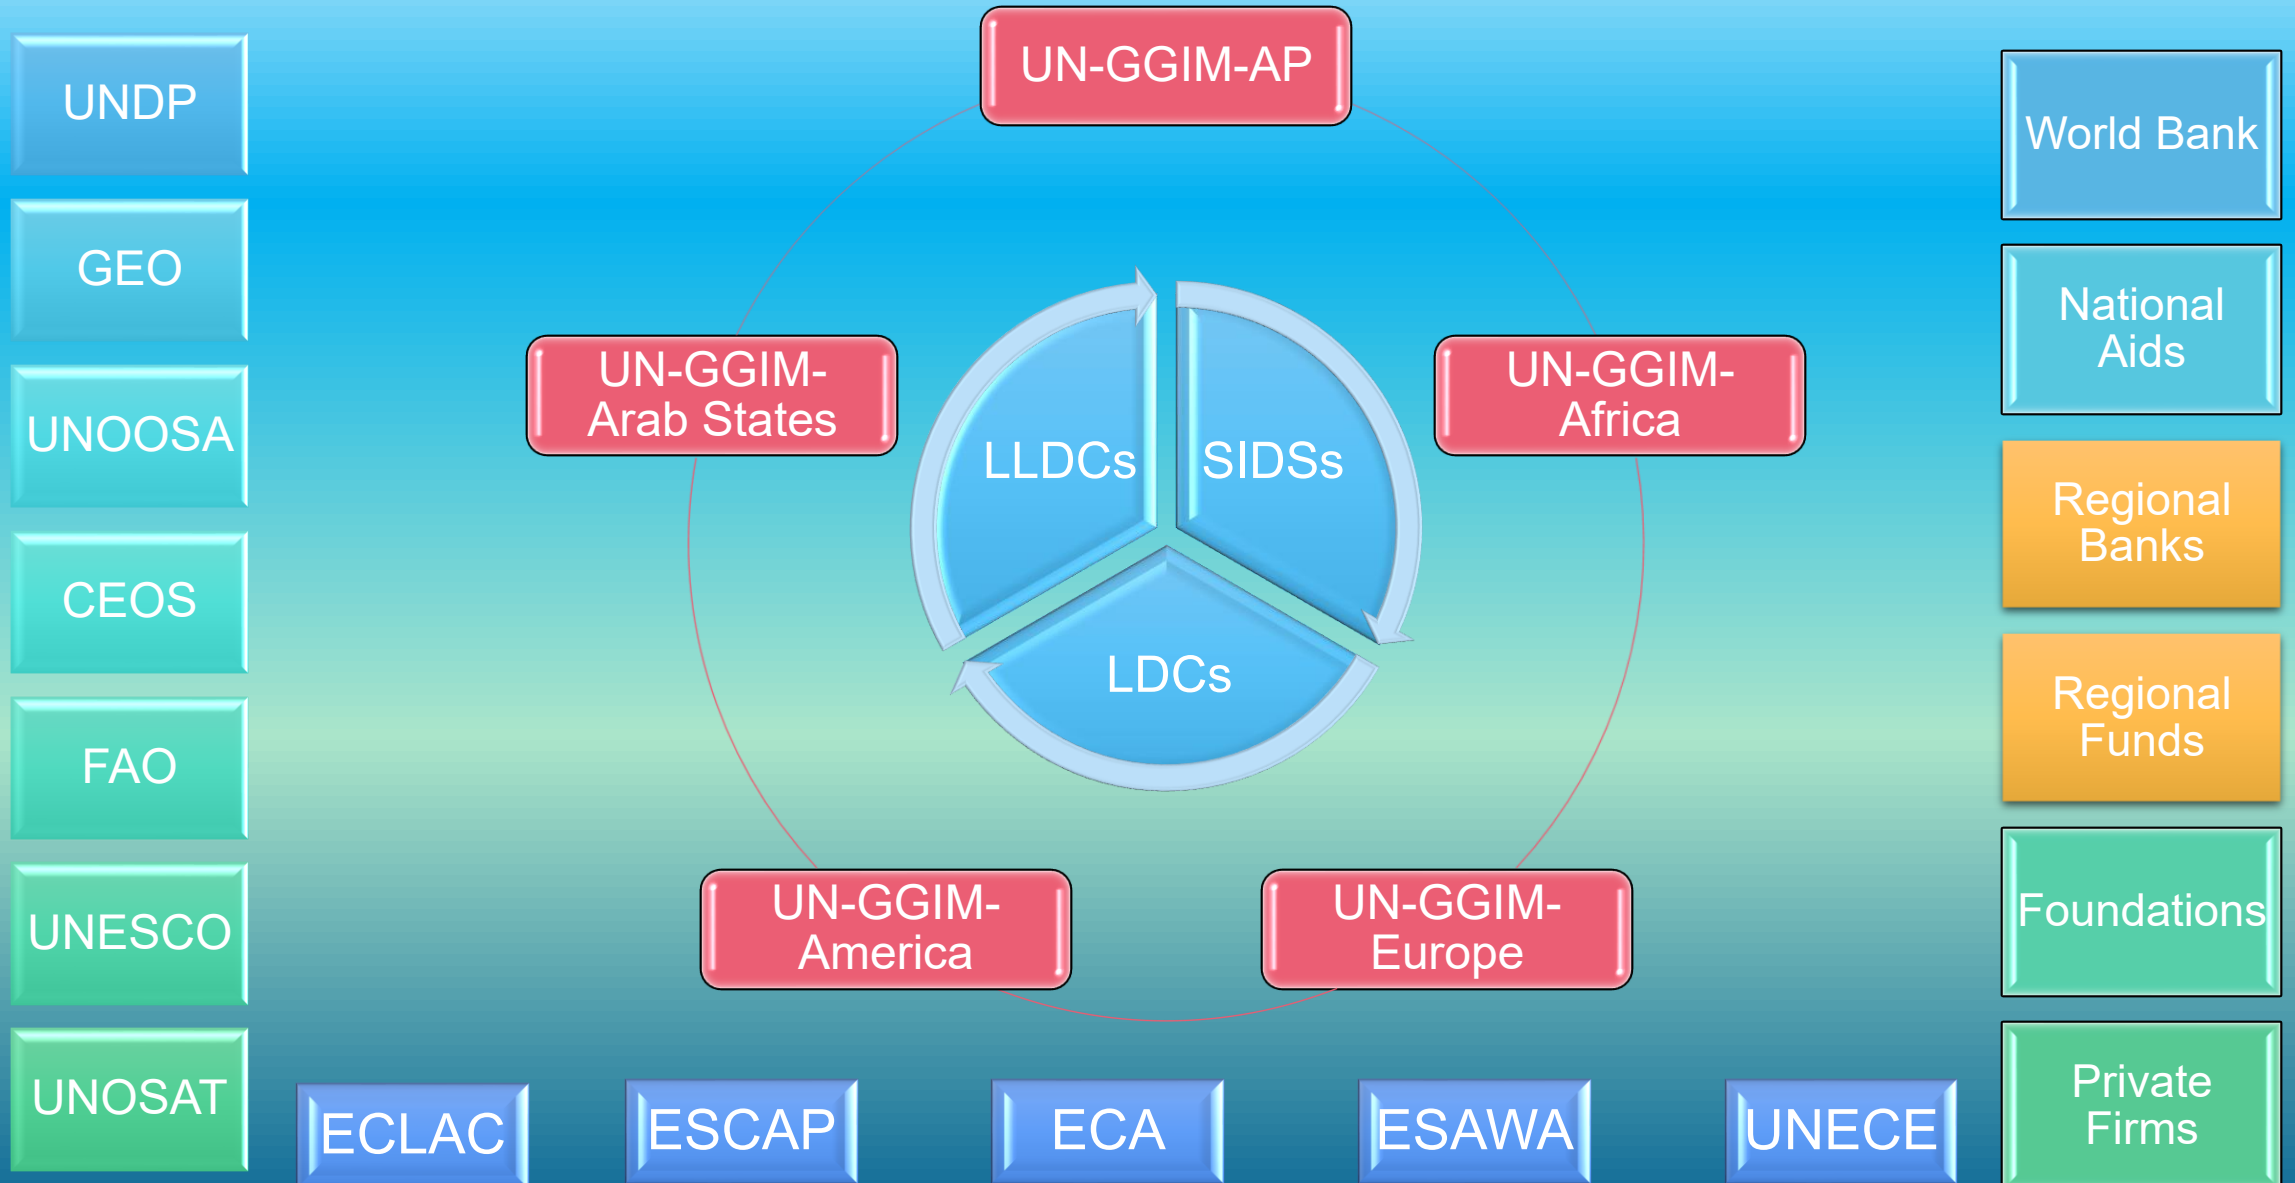 UNDP
GEO
UNOOSA
CEOS
FAO
UNESCO
UNOSAT
UN-GGIM-AP
UN-GGIM-
Arab States
UN-GGIM-
Africa
LLDCs
SIDSs
LDCs
UN-GGIM-
America
UN-GGIM-
Europe
ECLAC
ESCAP
ECA
ESAWA
UNECE
World Bank
National
Aids
Regional
Banks
Regional
Funds
Foundations
Private
Firms